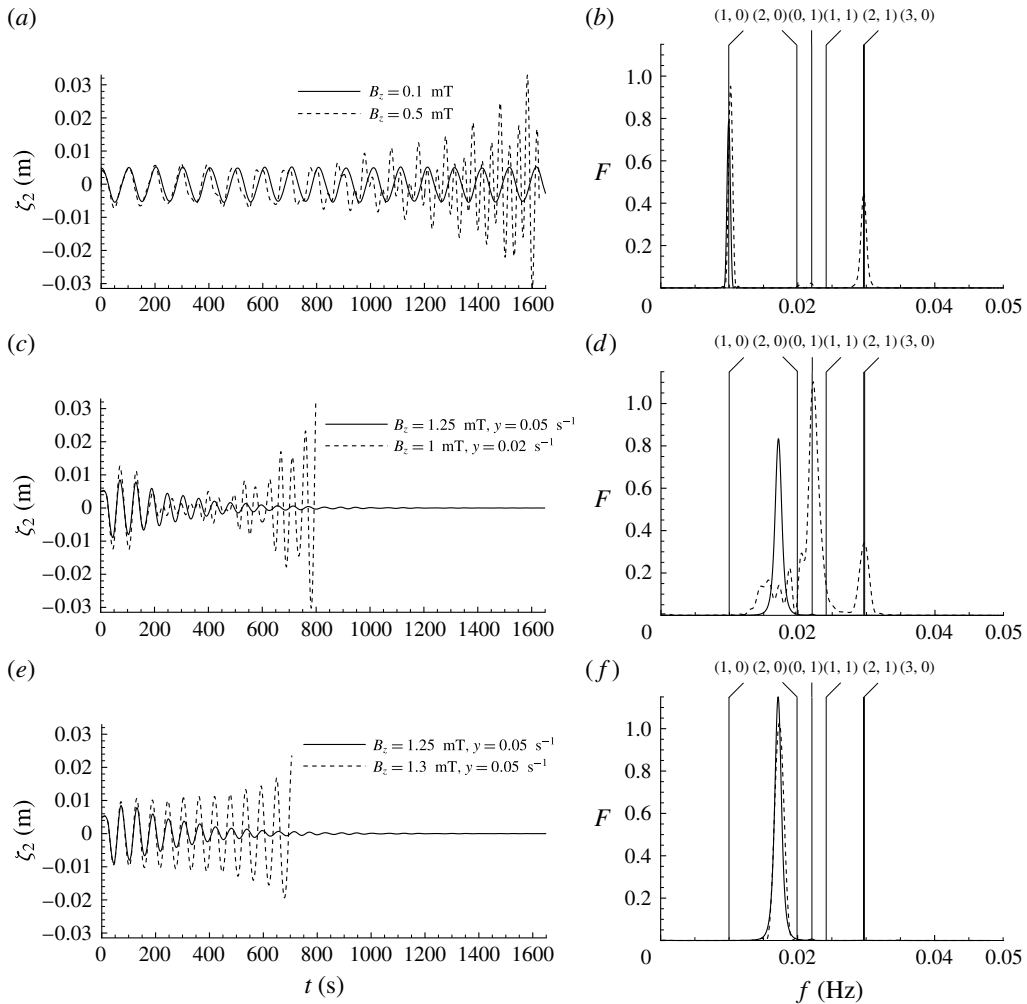 (a)
0.03
0.02
0.01
0
−0.01
−0.02
−0.03
ζ2 (m)
Bz = 0.1 mT
Bz = 0.5 mT
0 200 400 600 800 1000 1200 1400 1600
(b)
(1, 0) (2, 0) (0, 1) (1, 1) (2, 1) (3, 0)
1.0
0.8
0.6
0.4
0.2
F
0 0.02 0.04 0.05
(c)
0.03
0.02
0.01
0
−0.01
−0.02
−0.03
ζ2 (m)
Bz = 1.25 mT, y = 0.05 s−1
Bz = 1 mT, y = 0.02 s−1
0 200 400 600 800 1000 1200 1400 1600
(d)
(1, 0) (2, 0) (0, 1) (1, 1) (2, 1) (3, 0)
1.0
0.8
0.6
0.4
0.2
F
0 0.02 0.04 0.05
(e)
0.03
0.02
0.01
0
−0.01
−0.02
−0.03
ζ2 (m)
Bz = 1.25 mT, y = 0.05 s−1
Bz = 1.3 mT, y = 0.05 s−1
0 200 400 600 800 1000 1200 1400 1600
t (s)
(f)
(1, 0) (2, 0) (0, 1) (1, 1) (2, 1) (3, 0)
1.0
0.8
0.6
0.4
0.2
F
0 0.02 0.04 0.05
f (Hz)